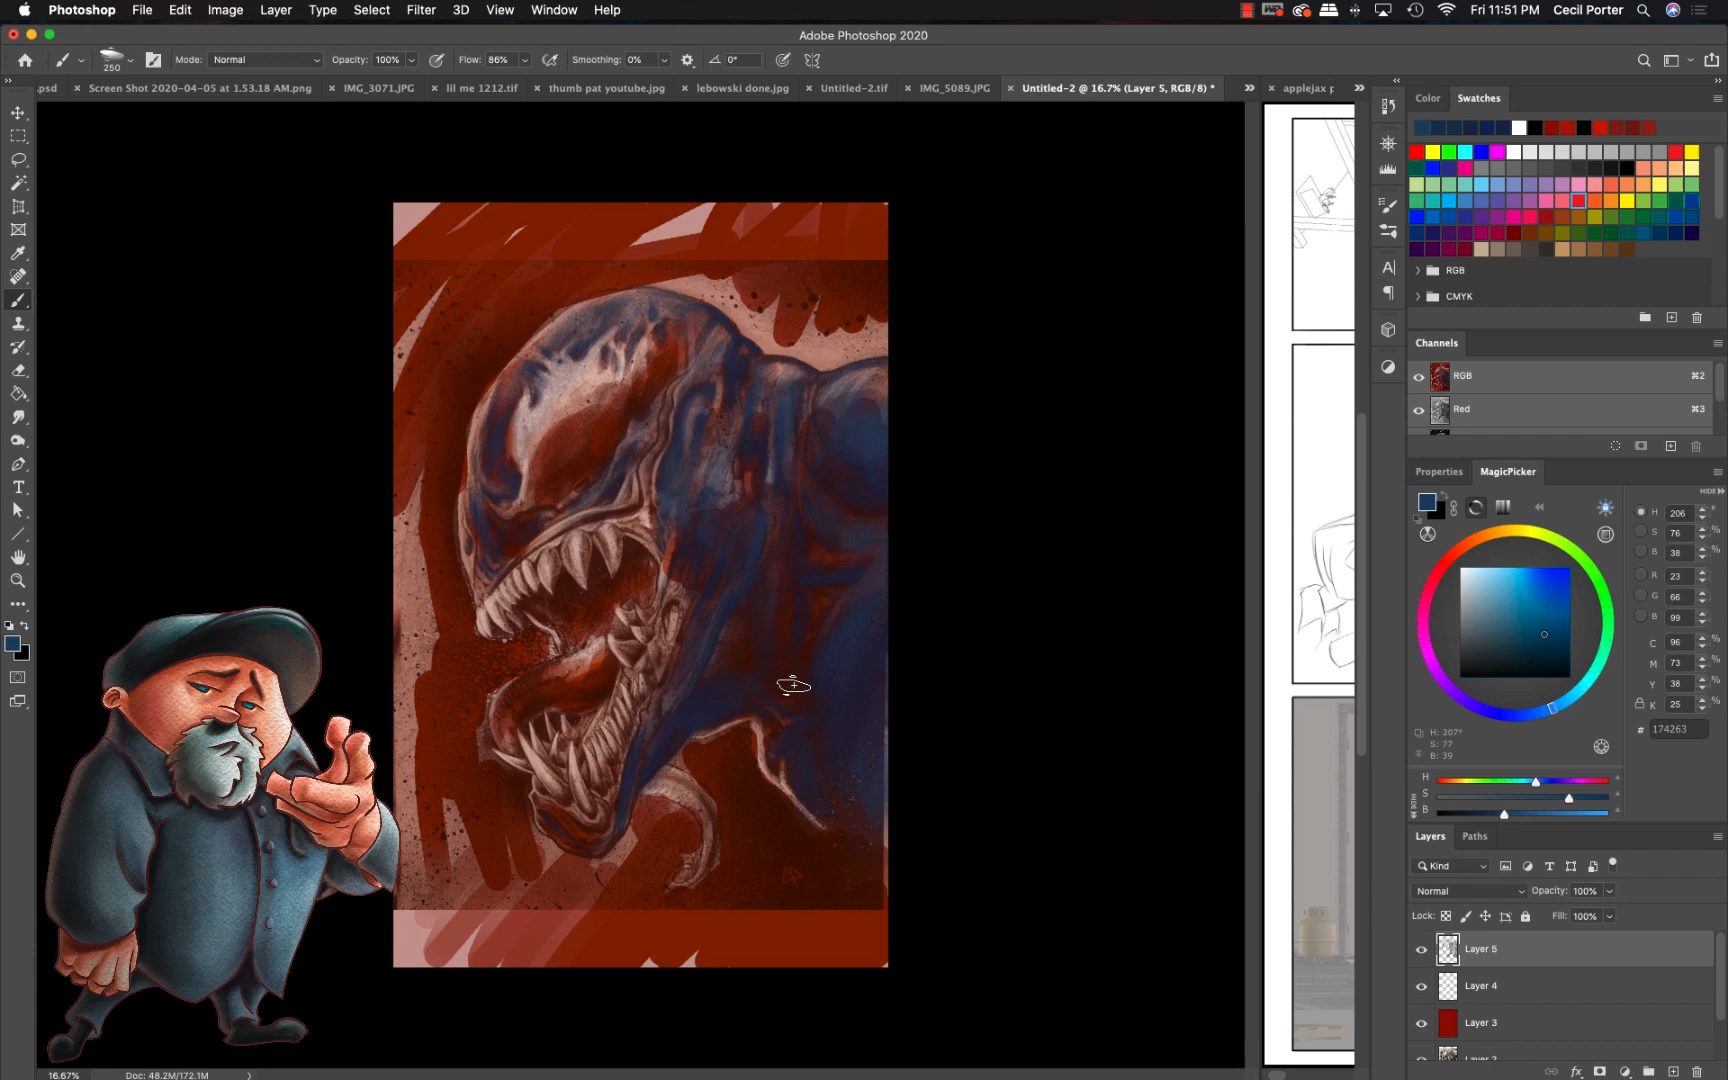 Photoshop File Edit Image Layer Type Select Filter 3D View Window Help Fri 11:51 PM Cecil Porter
Adobe Photoshop 2020
250 Mode: Normal Opacity: 100% Flow: 86% Smoothing: 0% 0°
.psd × Screen Shot 2020-04-05 at 1.53.18 AM.png × IMG_3071.JPG × lil me 1212.tif × thumb pat youtube.jpg × lebowski done.jpg × Untitled-2.tif × IMG_5089.JPG × Untitled-2 @ 16.7% (Layer 5, RGB/8) * × applejax p
Color Swatches
RGB
CMYK
Channels
RGB ⌘2
Red ⌘3
Properties MagicPicker
HIDE
H 206 °
S 76 %
B 38 %
R 23
G 66
B 99
C 96 %
M 73 %
Y 38 %
K 25 %
# 174263
H: 207°
S: 77
B: 39
H
S
B
HIDE
Layers Paths
Kind
Normal Opacity: 100%
Lock: Fill: 100%
Layer 5
Layer 4
Layer 3
Layer 2
fx
16.67% Doc: 48.2M/172.1M